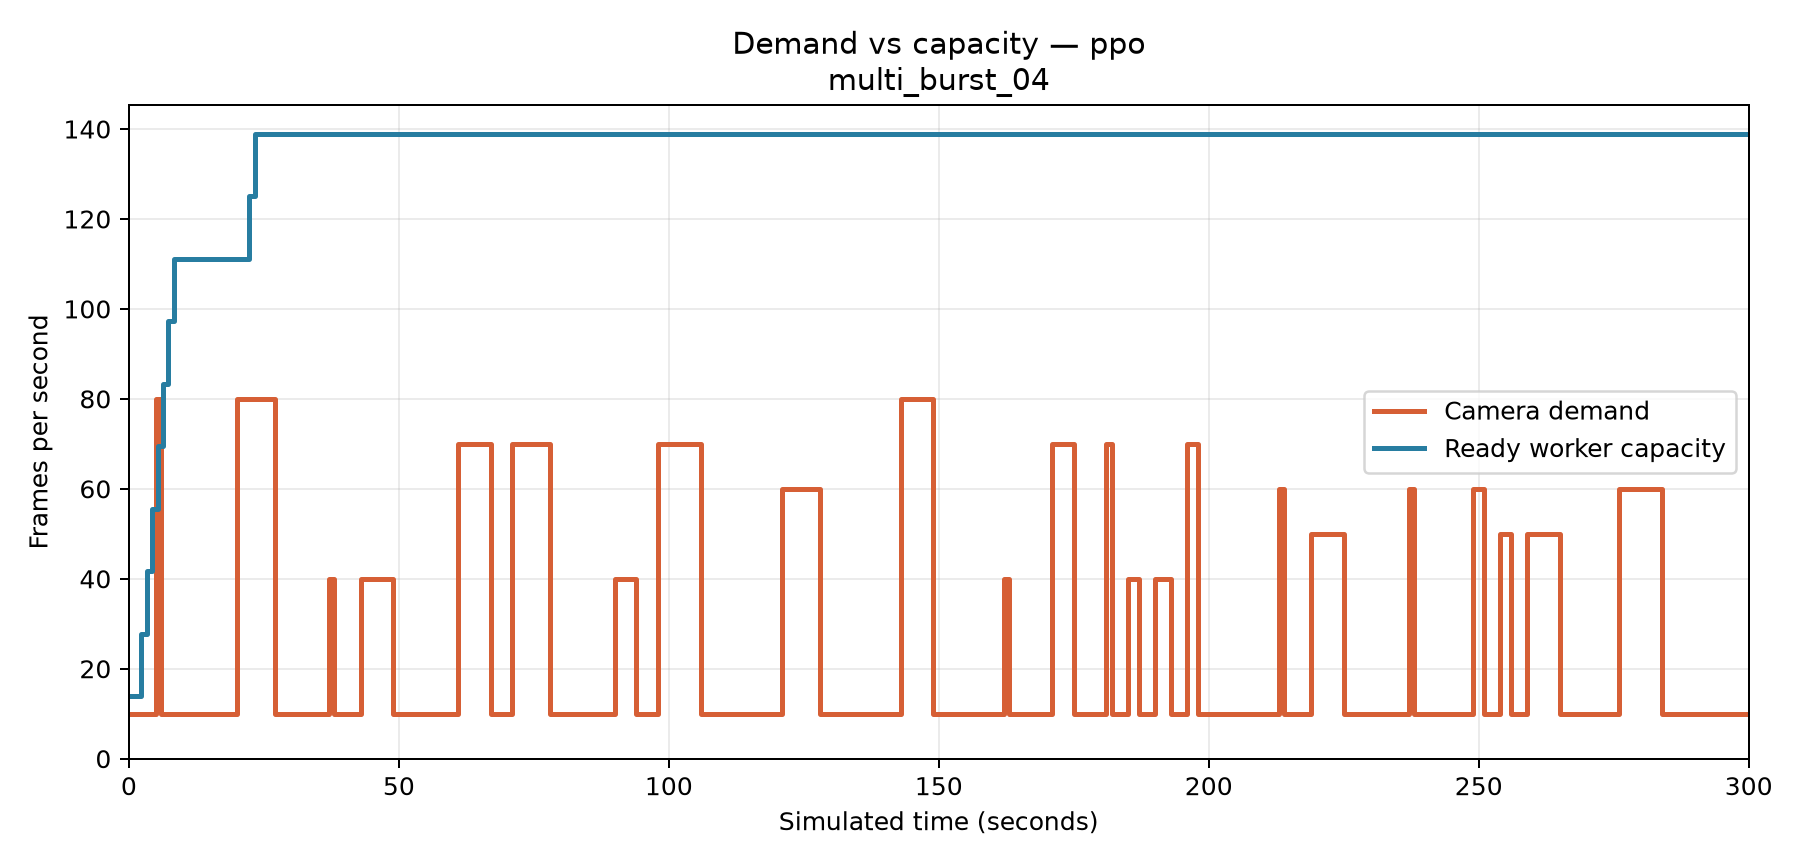 Demand vs capacity — ppo
multi_burst_04
Frames per second
140
120
100
80
60
40
20
0
Camera demand
Ready worker capacity
0 50 100 150 200 250 300
Simulated time (seconds)